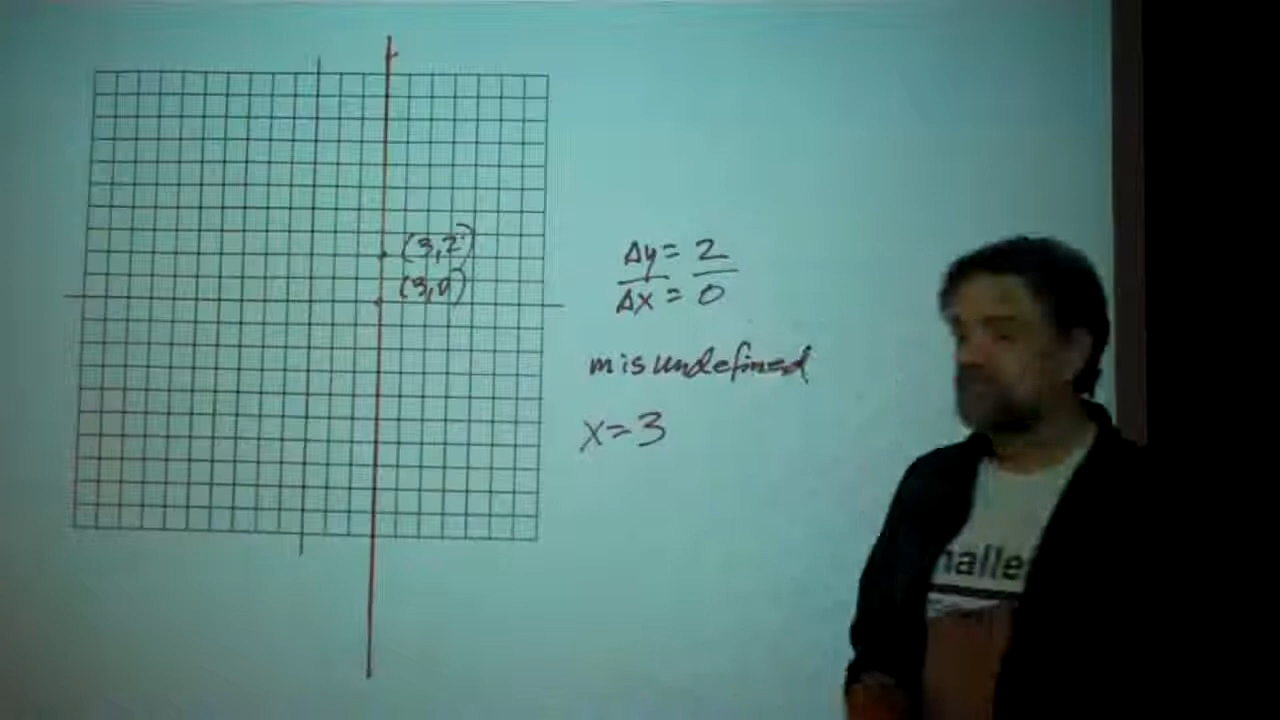 (3,2)
(3,0)
Δy = 2
Δx = 0
m is undefined
x=3
halle